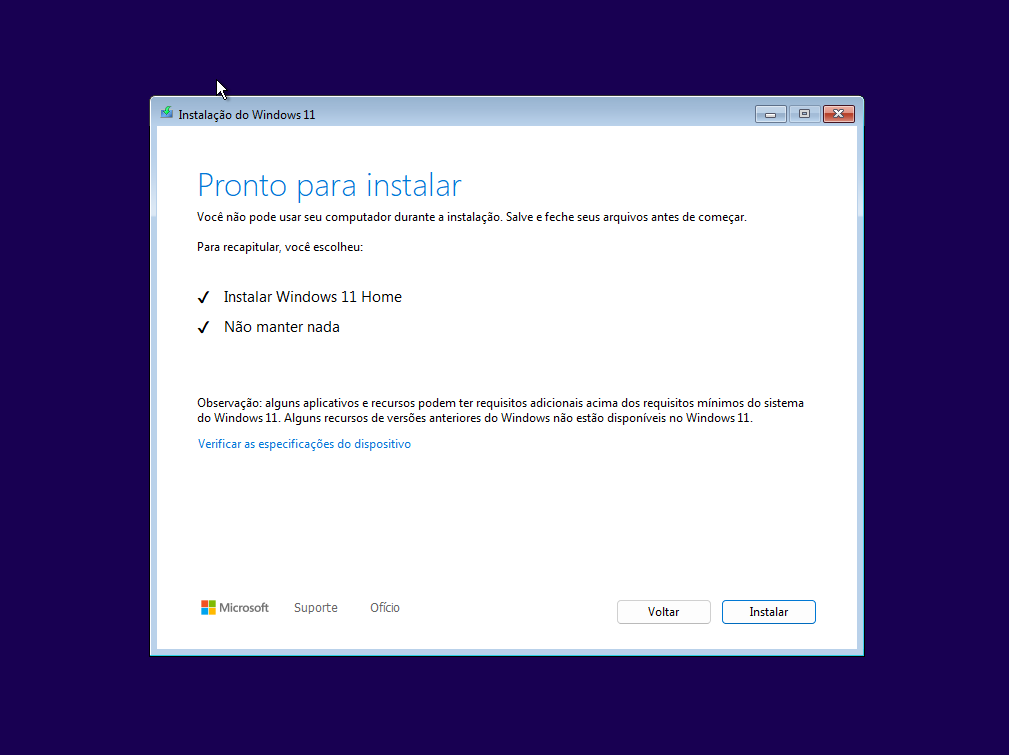 Instalação do Windows 11
Pronto para instalar
Você não pode usar seu computador durante a instalação. Salve e feche seus arquivos antes de começar.
Para recapitular, você escolheu:
Instalar Windows 11 Home
Não manter nada
Observação: alguns aplicativos e recursos podem ter requisitos adicionais acima dos requisitos mínimos do sistema
do Windows 11. Alguns recursos de versões anteriores do Windows não estão disponíveis no Windows 11.
Verificar as especificações do dispositivo
Microsoft Suporte Ofício Voltar Instalar